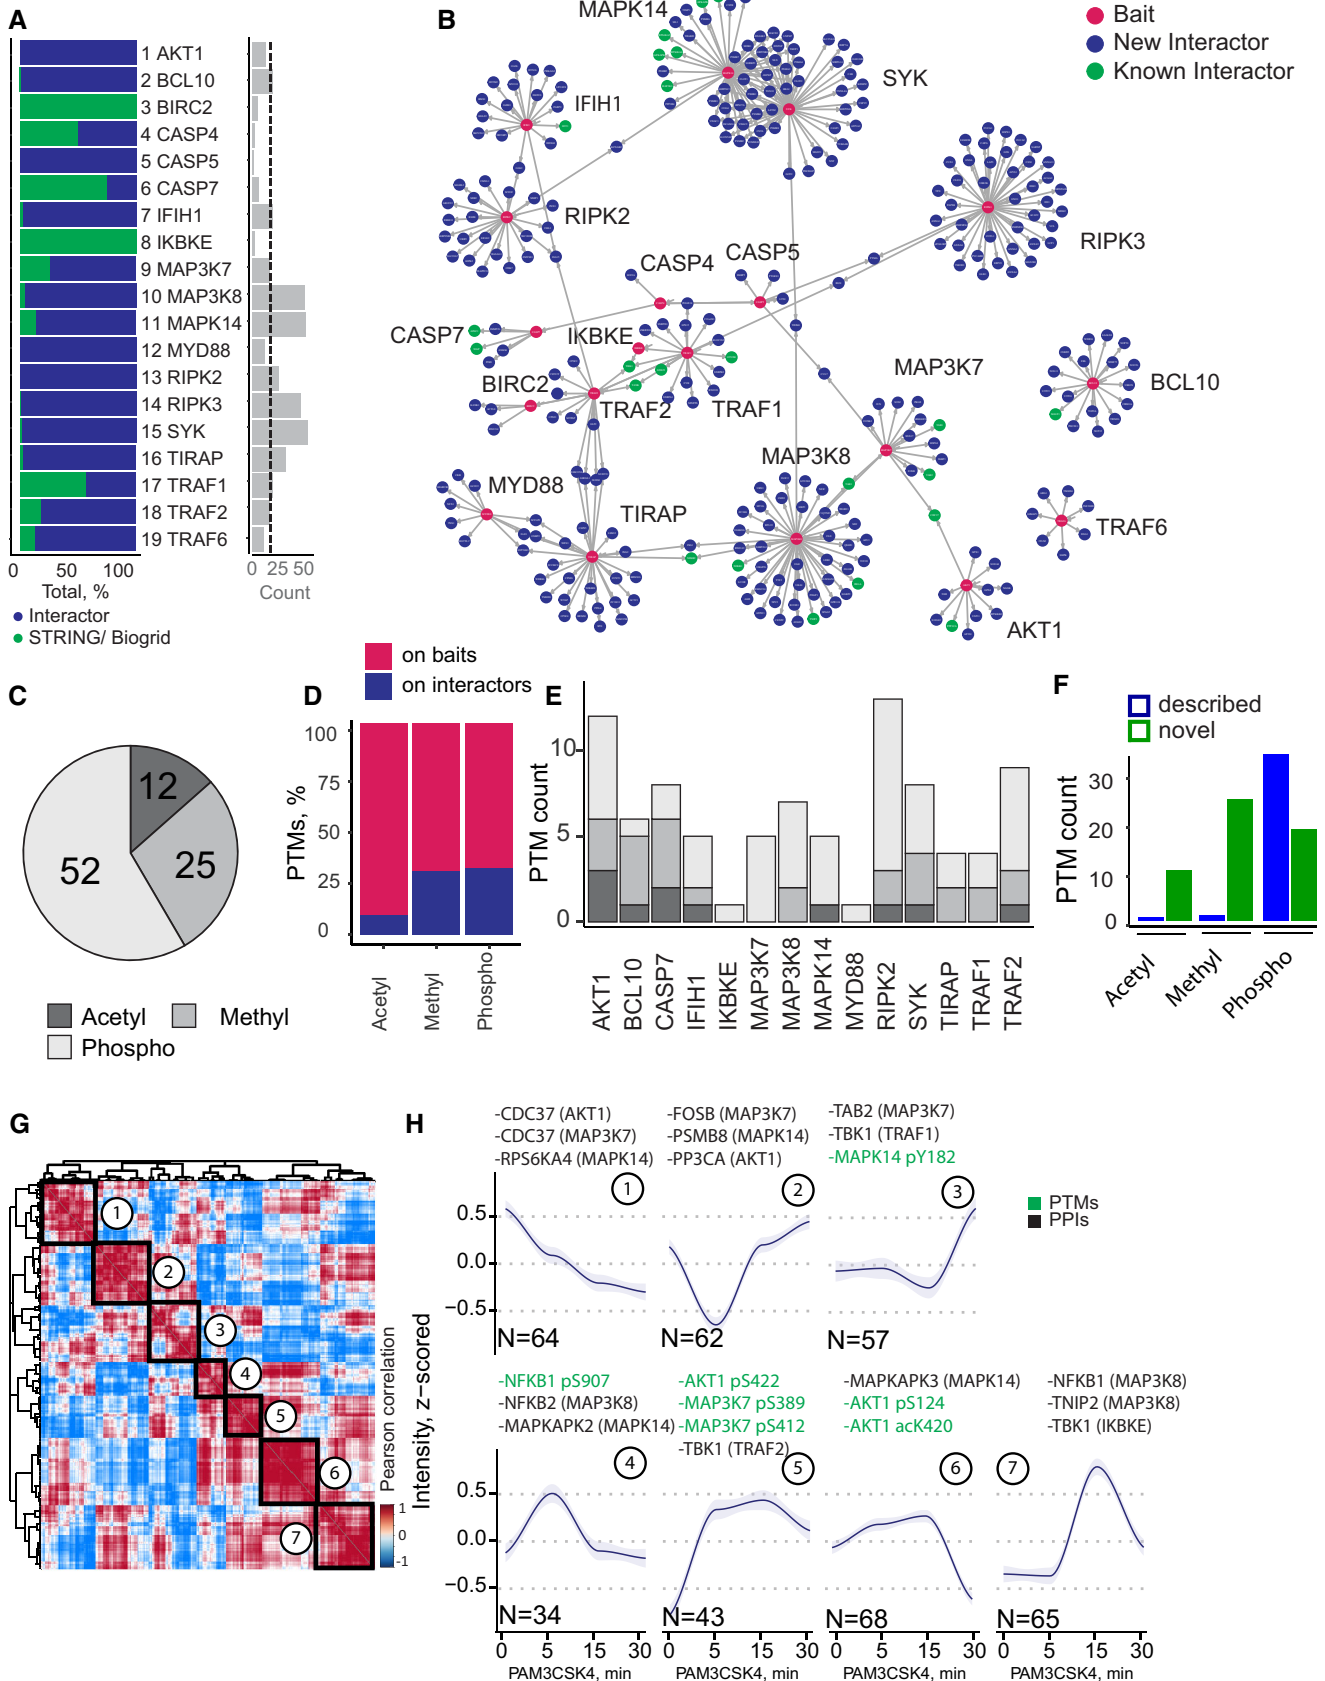 A
1 AKT1
2 BCL10
3 BIRC2
4 CASP4
5 CASP5
6 CASP7
7 IFIH1
8 IKBKE
9 MAP3K7
10 MAP3K8
11 MAPK14
12 MYD88
13 RIPK2
14 RIPK3
15 SYK
16 TIRAP
17 TRAF1
18 TRAF2
19 TRAF6
0 50 100
Total, %
0 25 50
Count
Interactor
STRING/ Biogrid
B
MAPK14
SYK
IFIH1
RIPK2
RIPK3
CASP4
CASP5
CASP7
IKBKE
BIRC2
TRAF2
TRAF1
MAP3K7
BCL10
MAP3K8
MYD88
TIRAP
TRAF6
AKT1
Bait
New Interactor
Known Interactor
C
12
25
52
Acetyl
Methyl
Phospho
D
on baits
on interactors
PTMs, %
100
75
50
25
0
Acetyl
Methyl
Phospho
E
PTM count
10
5
0
AKT1
BCL10
CASP7
IFIH1
IKBKE
MAP3K7
MAP3K8
MAPK14
MYD88
RIPK2
SYK
TIRAP
TRAF1
TRAF2
F
described
novel
PTM count
30
20
10
0
Acetyl
Methyl
Phospho
G
1
2
3
4
5
6
7
Pearson correlation
1
0
-1
H
-CDC37 (AKT1)
-CDC37 (MAP3K7)
-RPS6KA4 (MAPK14)
1
N=64
-FOSB (MAP3K7)
-PSMB8 (MAPK14)
-PP3CA (AKT1)
2
N=62
-TAB2 (MAP3K7)
-TBK1 (TRAF1)
-MAPK14 pY182
3
N=57
PTMs
PPIs
0.5
0.0
−0.5
Intensity, z−scored
-NFKB1 pS907
-NFKB2 (MAP3K8)
-MAPKAPK2 (MAPK14)
4
N=34
-AKT1 pS422
-MAP3K7 pS389
-MAP3K7 pS412
-TBK1 (TRAF2)
5
N=43
-MAPKAPK3 (MAPK14)
-AKT1 pS124
-AKT1 acK420
6
N=68
-NFKB1 (MAP3K8)
-TNIP2 (MAP3K8)
-TBK1 (IKBKE)
7
N=65
0.5
0.0
−0.5
0 5 15 30
PAM3CSK4, min
0 5 15 30
PAM3CSK4, min
0 5 15 30
PAM3CSK4, min
0 5 15 30
PAM3CSK4, min